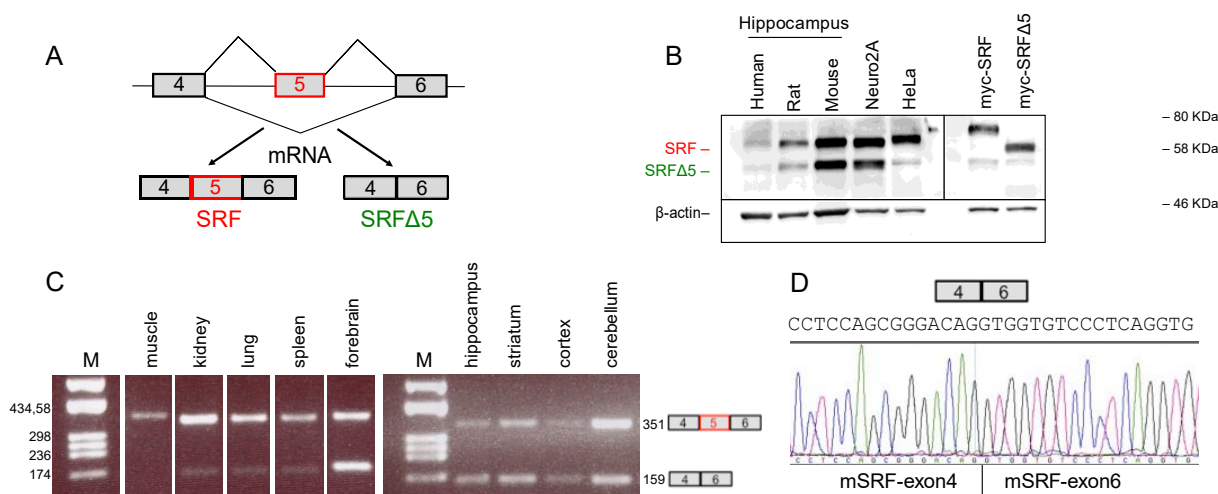 A
4
5
6
mRNA
4 5 6
4 6
SRF
SRFΔ5
B
Hippocampus
Human
Rat
Mouse
Neuro2A
HeLa
myc-SRF
myc-SRFΔ5
SRF –
SRFΔ5 –
β-actin–
– 80 KDa
– 58 KDa
– 46 KDa
C
M
muscle
kidney
lung
spleen
forebrain
M
hippocampus
striatum
cortex
cerebellum
434,58
298
236
174
351 4 5 6
159 4 6
D
4 6
CCTCCAGCGGGACAGGTGGTGTCCCTCAGGTG
CCTCCAGCGGGACAGGTGGTGTCCCTCAGGTG
mSRF-exon4 mSRF-exon6